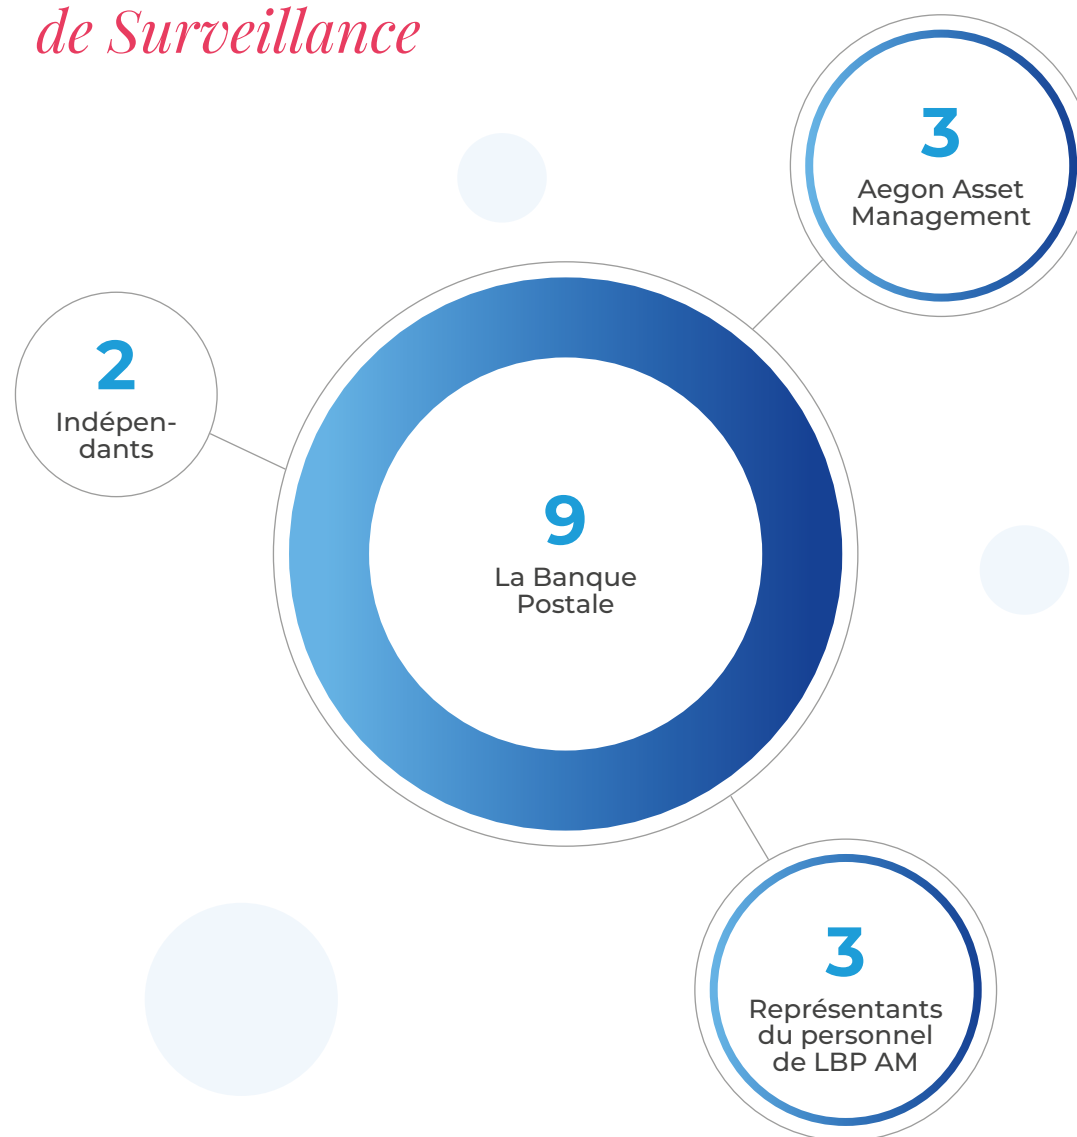 de Surveillance
3
Aegon Asset
Management
2
Indépen-
dants
9
La Banque
Postale
3
Représentants
du personnel
de LBP AM